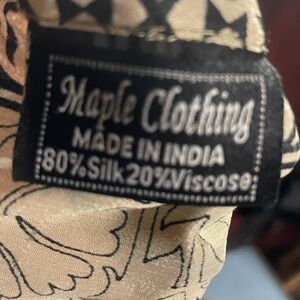 Maple Clothing
MADE IN INDIA
80%Silk20%Viscose